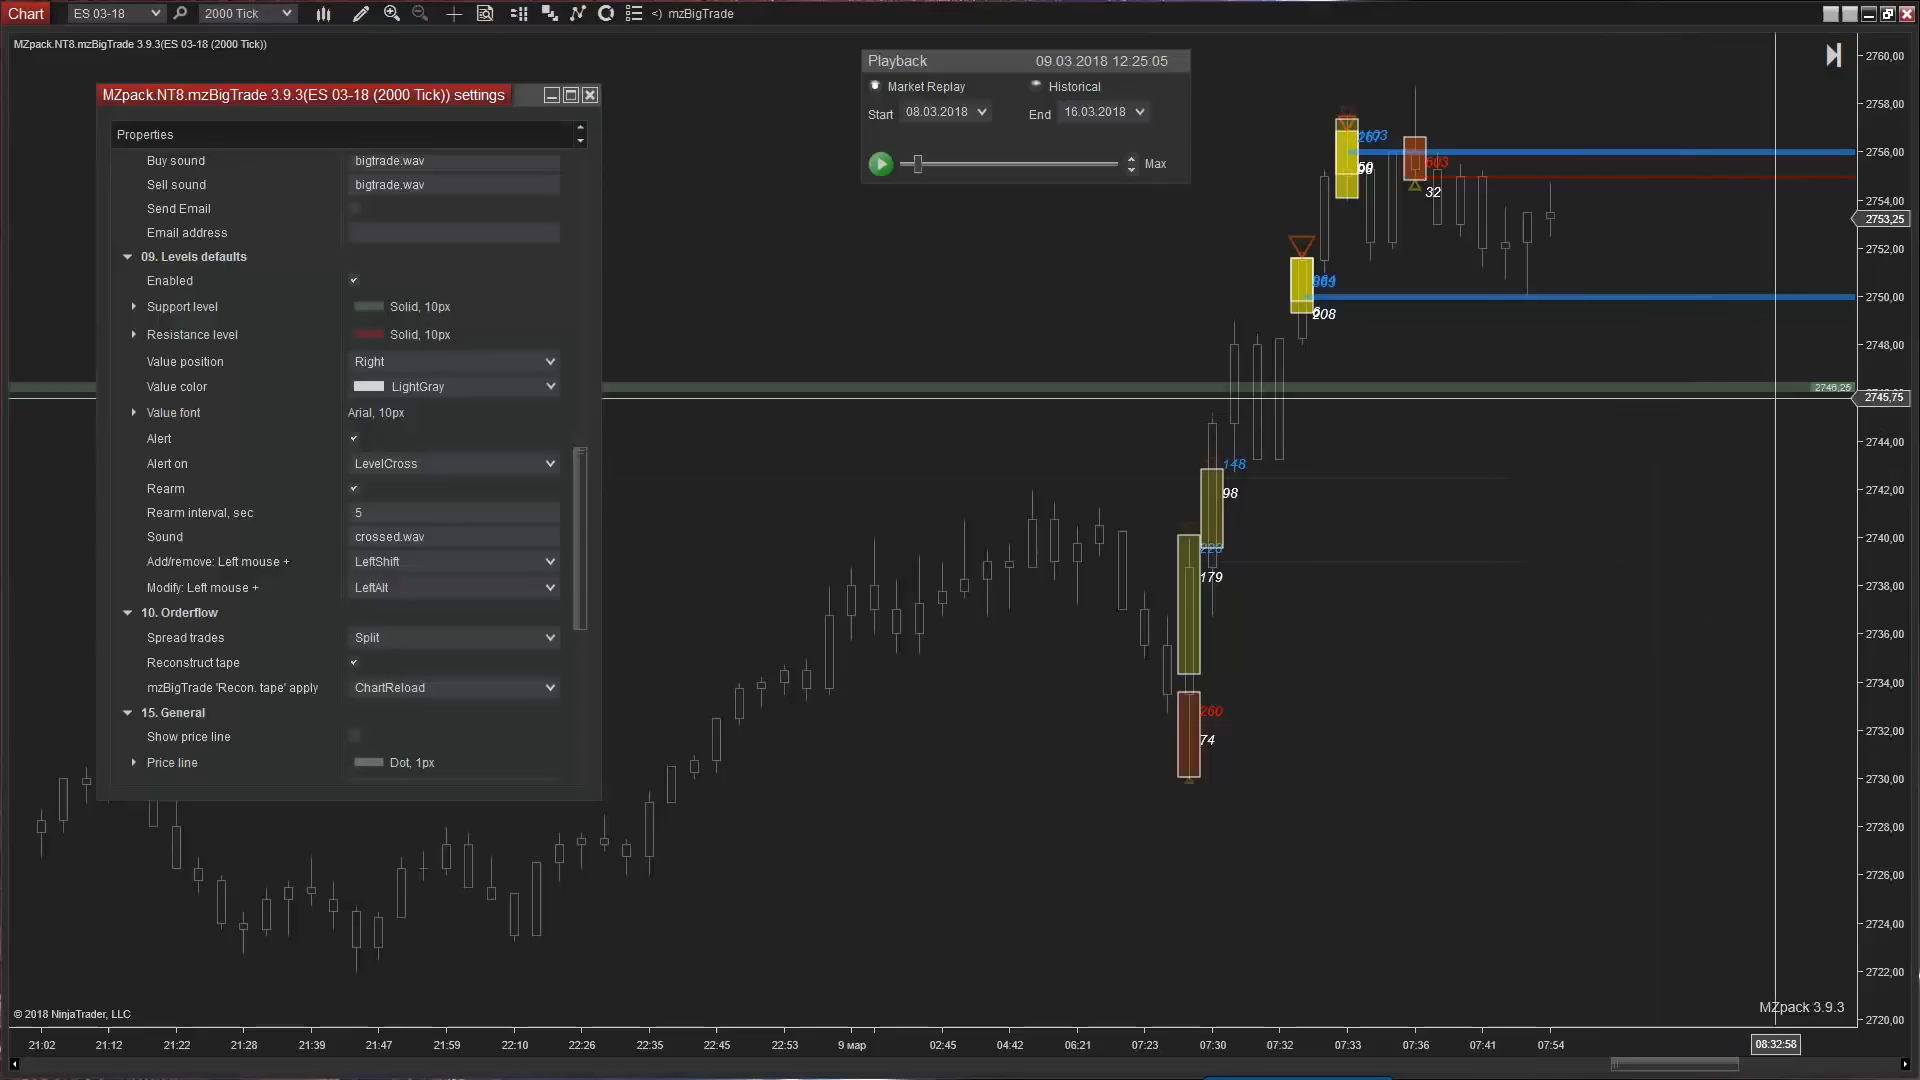 Chart ES 03-18 2000 Tick <) mzBigTrade
MZpack.NT8.mzBigTrade 3.9.3(ES 03-18 (2000 Tick))
MZpack.NT8.mzBigTrade 3.9.3(ES 03-18 (2000 Tick)) settings
Properties
Buy sound bigtrade.wav
Sell sound bigtrade.wav
Send Email
Email address
09. Levels defaults
Enabled
Support level Solid, 10px
Resistance level Solid, 10px
Value position Right
Value color LightGray
Value font Arial, 10px
Alert
Alert on LevelCross
Rearm
Rearm interval, sec 5
Sound crossed.wav
Add/remove: Left mouse + LeftShift
Modify: Left mouse + LeftAlt
10. Orderflow
Spread trades Split
Reconstruct tape
mzBigTrade 'Recon. tape' apply ChartReload
15. General
Show price line
Price line Dot, 1px
Playback 09.03.2018 12:25:05
Market Replay Historical
Start 08.03.2018 End 16.03.2018
Max
503
32
208
148
98
223
179
260
74
2760,00
2758,00
2756,00
2754,00
2753,25
2752,00
2750,00
2748,00
2746,25
2745,75
2744,00
2742,00
2740,00
2738,00
2736,00
2734,00
2732,00
2730,00
2728,00
2726,00
2724,00
2722,00
2720,00
MZpack 3.9.3
© 2018 NinjaTrader, LLC
21:02 21:12 21:22 21:28 21:39 21:47 21:59 22:10 22:26 22:35 22:45 22:53 9 мар 02:45 04:42 06:21 07:23 07:30 07:32 07:33 07:36 07:41 07:54 08:32:58